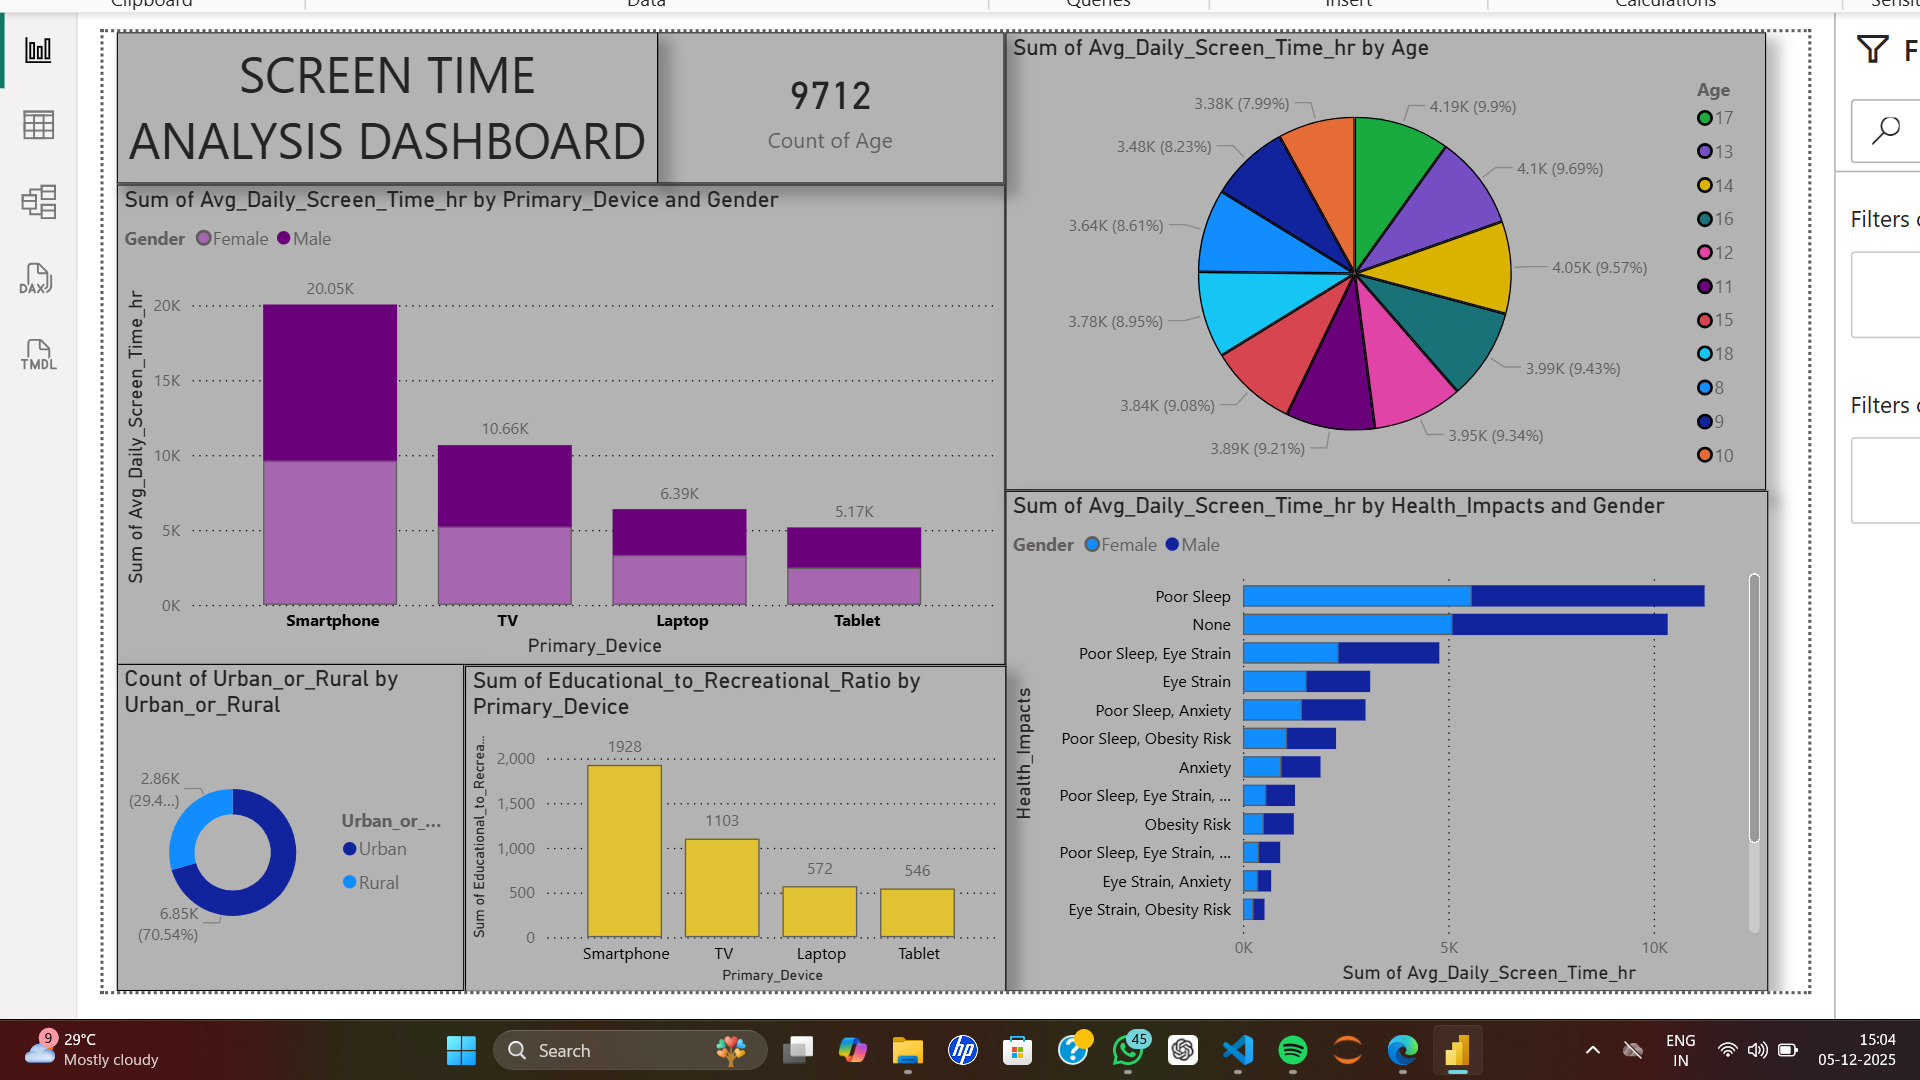 Clipboard
Data
Queries
Insert
Calculations
SCREEN TIME
ANALYSIS DASHBOARD
9712
Count of Age
Sum of Avg_Daily_Screen_Time_hr by Primary_Device and Gender
Gender Female Male
Sum of Avg_Daily_Screen_Time_hr
20K
15K
10K
5K
0K
20.05K
10.66K
6.39K
5.17K
Smartphone
TV
Laptop
Tablet
Primary_Device
Count of Urban_or_Rural by
Urban_or_Rural
2.86K
(29.4...)
6.85K
(70.54%)
Urban_or_...
Urban
Rural
Sum of Educational_to_Recreational_Ratio by
Primary_Device
Sum of Educational_to_Recrea...
2,000
1,500
1,000
500
0
1928
1103
572
546
Smartphone
TV
Laptop
Tablet
Primary_Device
Sum of Avg_Daily_Screen_Time_hr by Age
3.38K (7.99%)
4.19K (9.9%)
3.48K (8.23%)
4.1K (9.69%)
3.64K (8.61%)
4.05K (9.57%)
3.78K (8.95%)
3.99K (9.43%)
3.84K (9.08%)
3.95K (9.34%)
3.89K (9.21%)
Age
17
13
14
16
12
11
15
18
8
9
10
Sum of Avg_Daily_Screen_Time_hr by Health_Impacts and Gender
Gender Female Male
Health_Impacts
Poor Sleep
None
Poor Sleep, Eye Strain
Eye Strain
Poor Sleep, Anxiety
Poor Sleep, Obesity Risk
Anxiety
Poor Sleep, Eye Strain, ...
Obesity Risk
Poor Sleep, Eye Strain, ...
Eye Strain, Anxiety
Eye Strain, Obesity Risk
0K
5K
10K
Sum of Avg_Daily_Screen_Time_hr
DAX
TMDL
F
Filters
Filters
9
29°C
Mostly cloudy
Search
hp
45
ENG
IN
15:04
05-12-2025